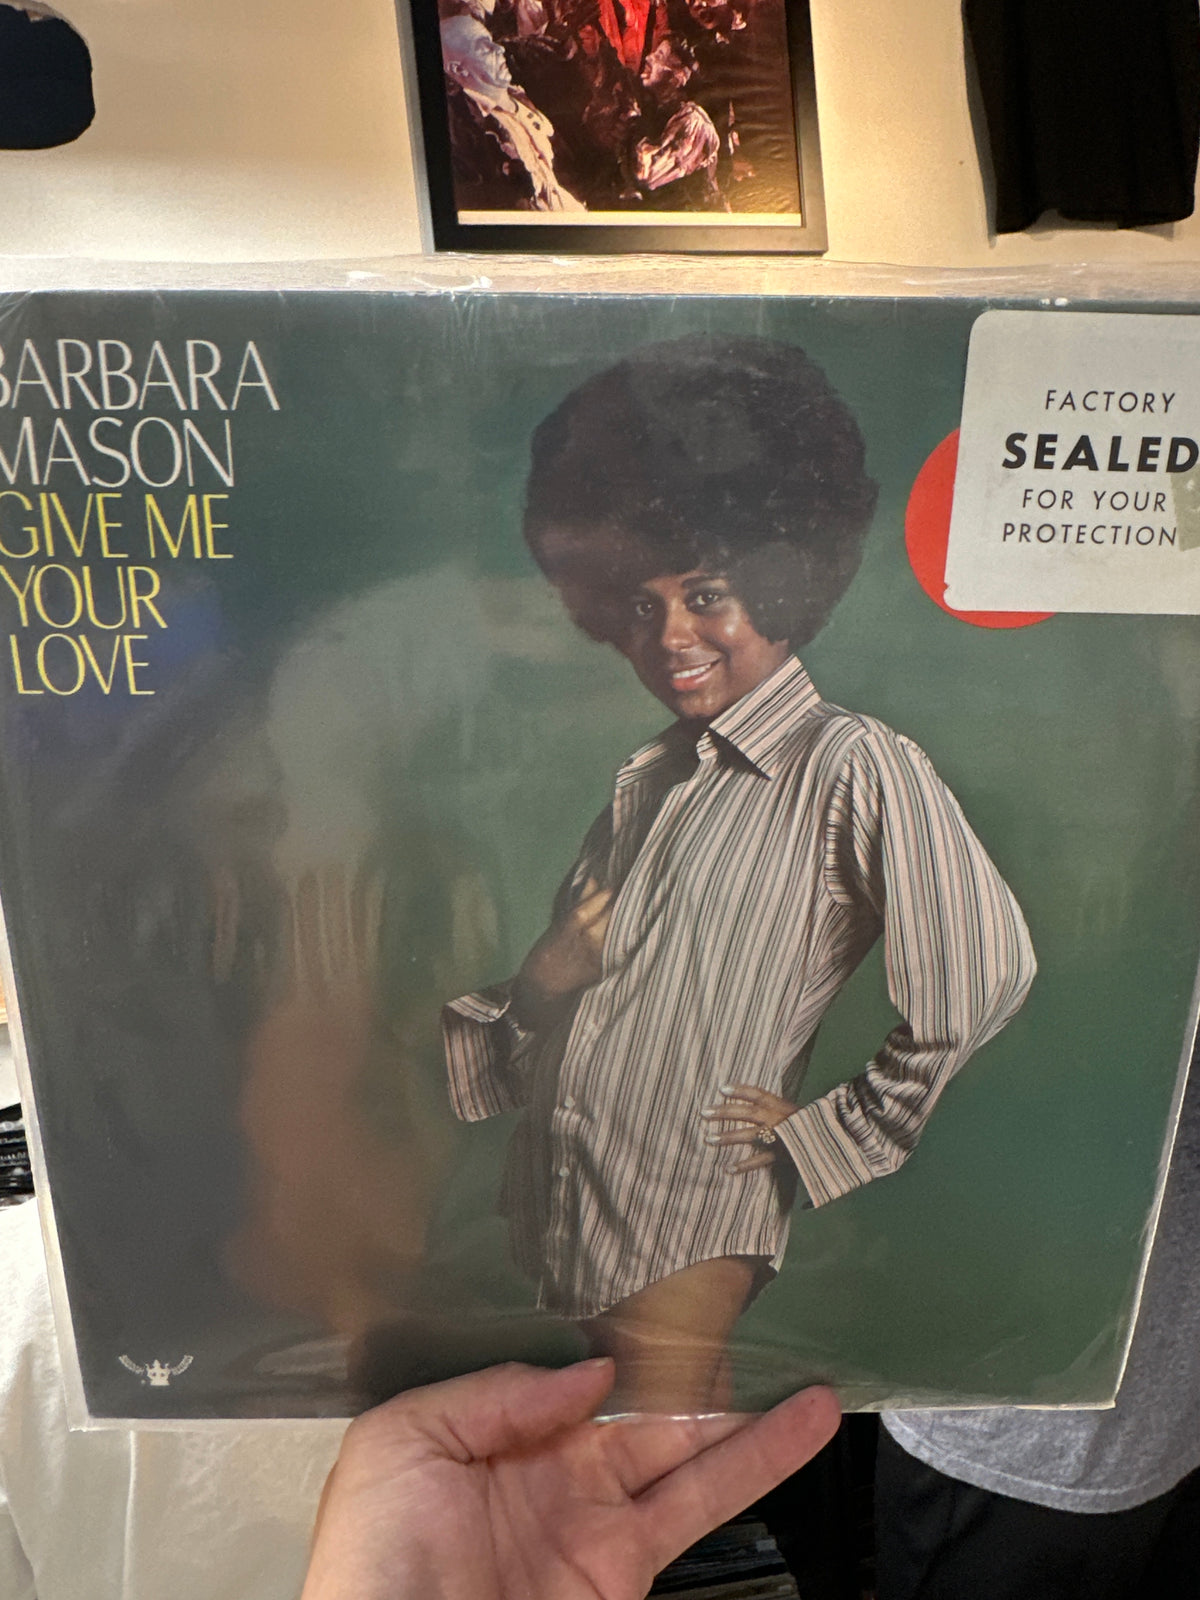 BARBARA
MASON
GIVE ME
YOUR
LOVE
FACTORY
SEALED
FOR YOUR
PROTECTION